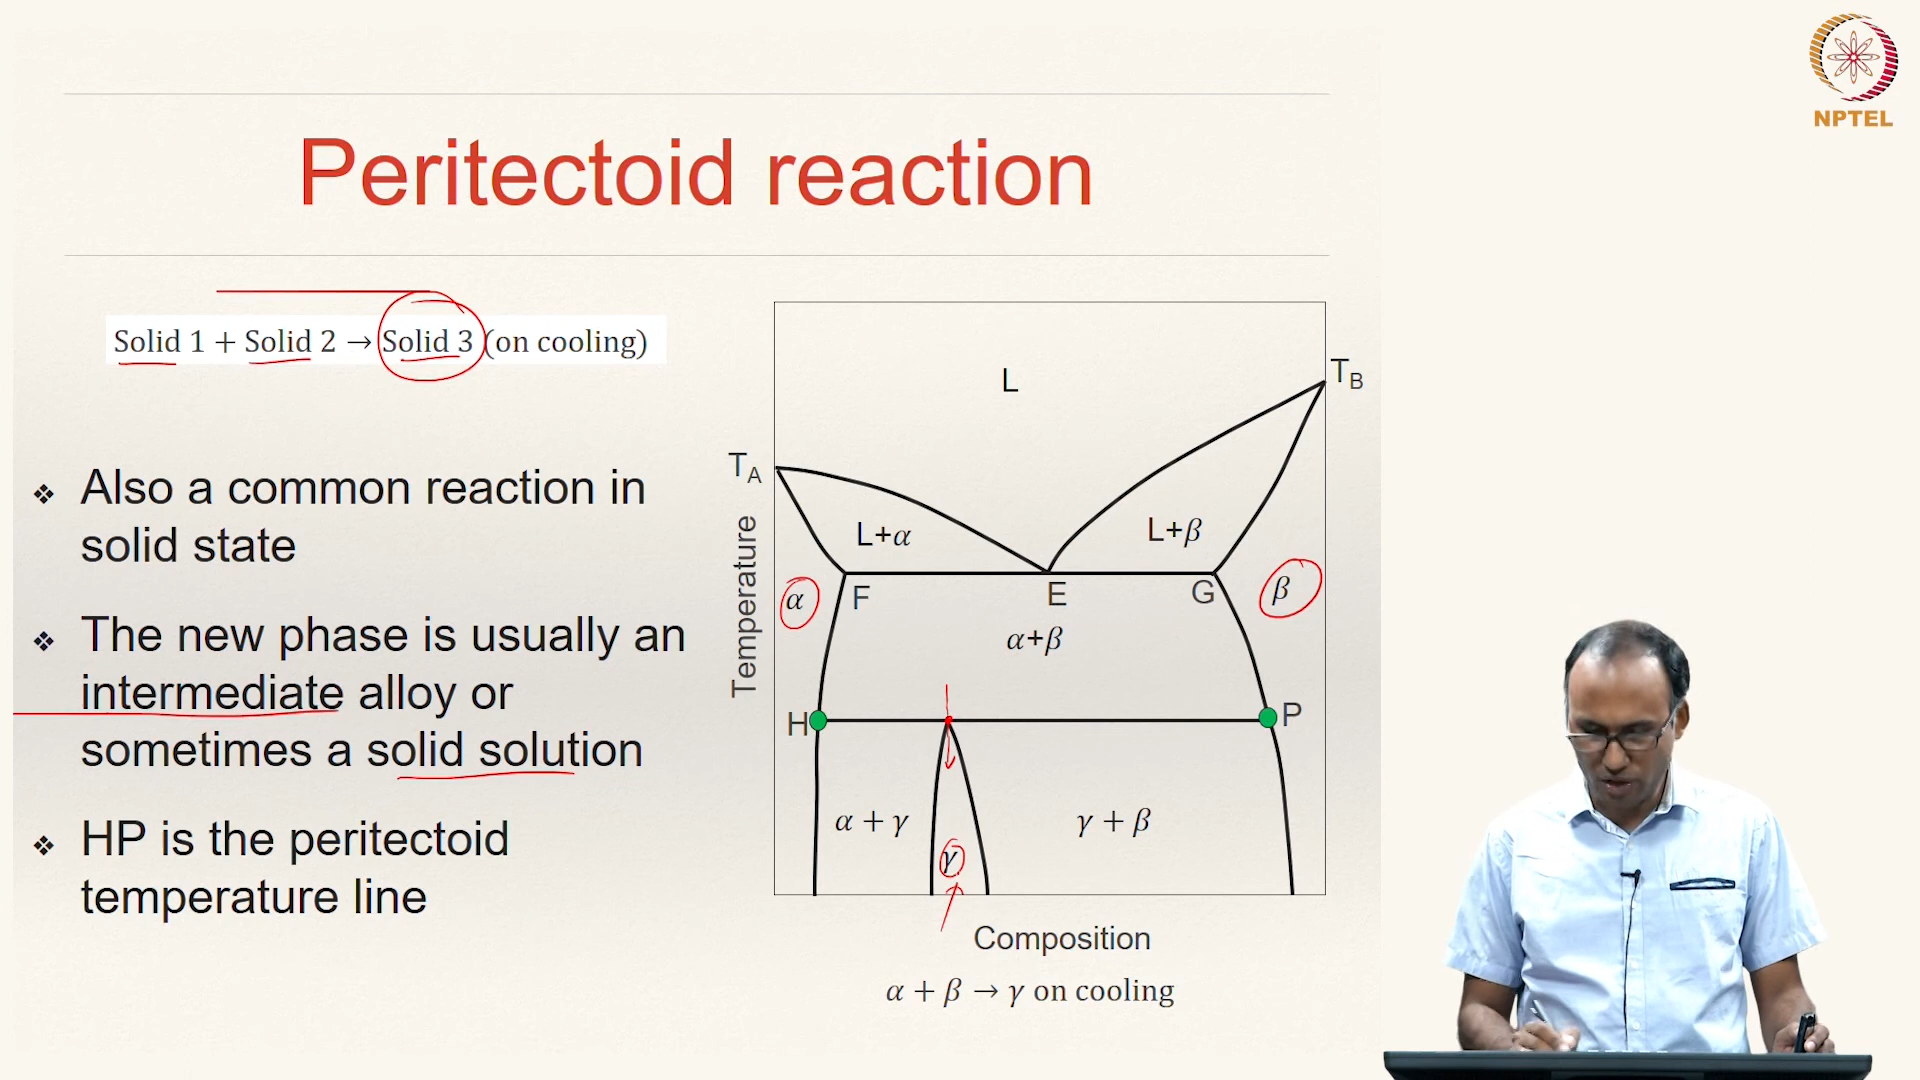 NPTEL
Peritectoid reaction
Solid 1 + Solid 2 → Solid 3 (on cooling)
❖ Also a common reaction in
solid state
❖ The new phase is usually an
intermediate alloy or
sometimes a solid solution
❖ HP is the peritectoid
temperature line
L
T_B
T_A
L+α
L+β
Temperature
α
F
E
G
β
α+β
H
P
α + γ
γ
γ + β
Composition
α + β → γ on cooling